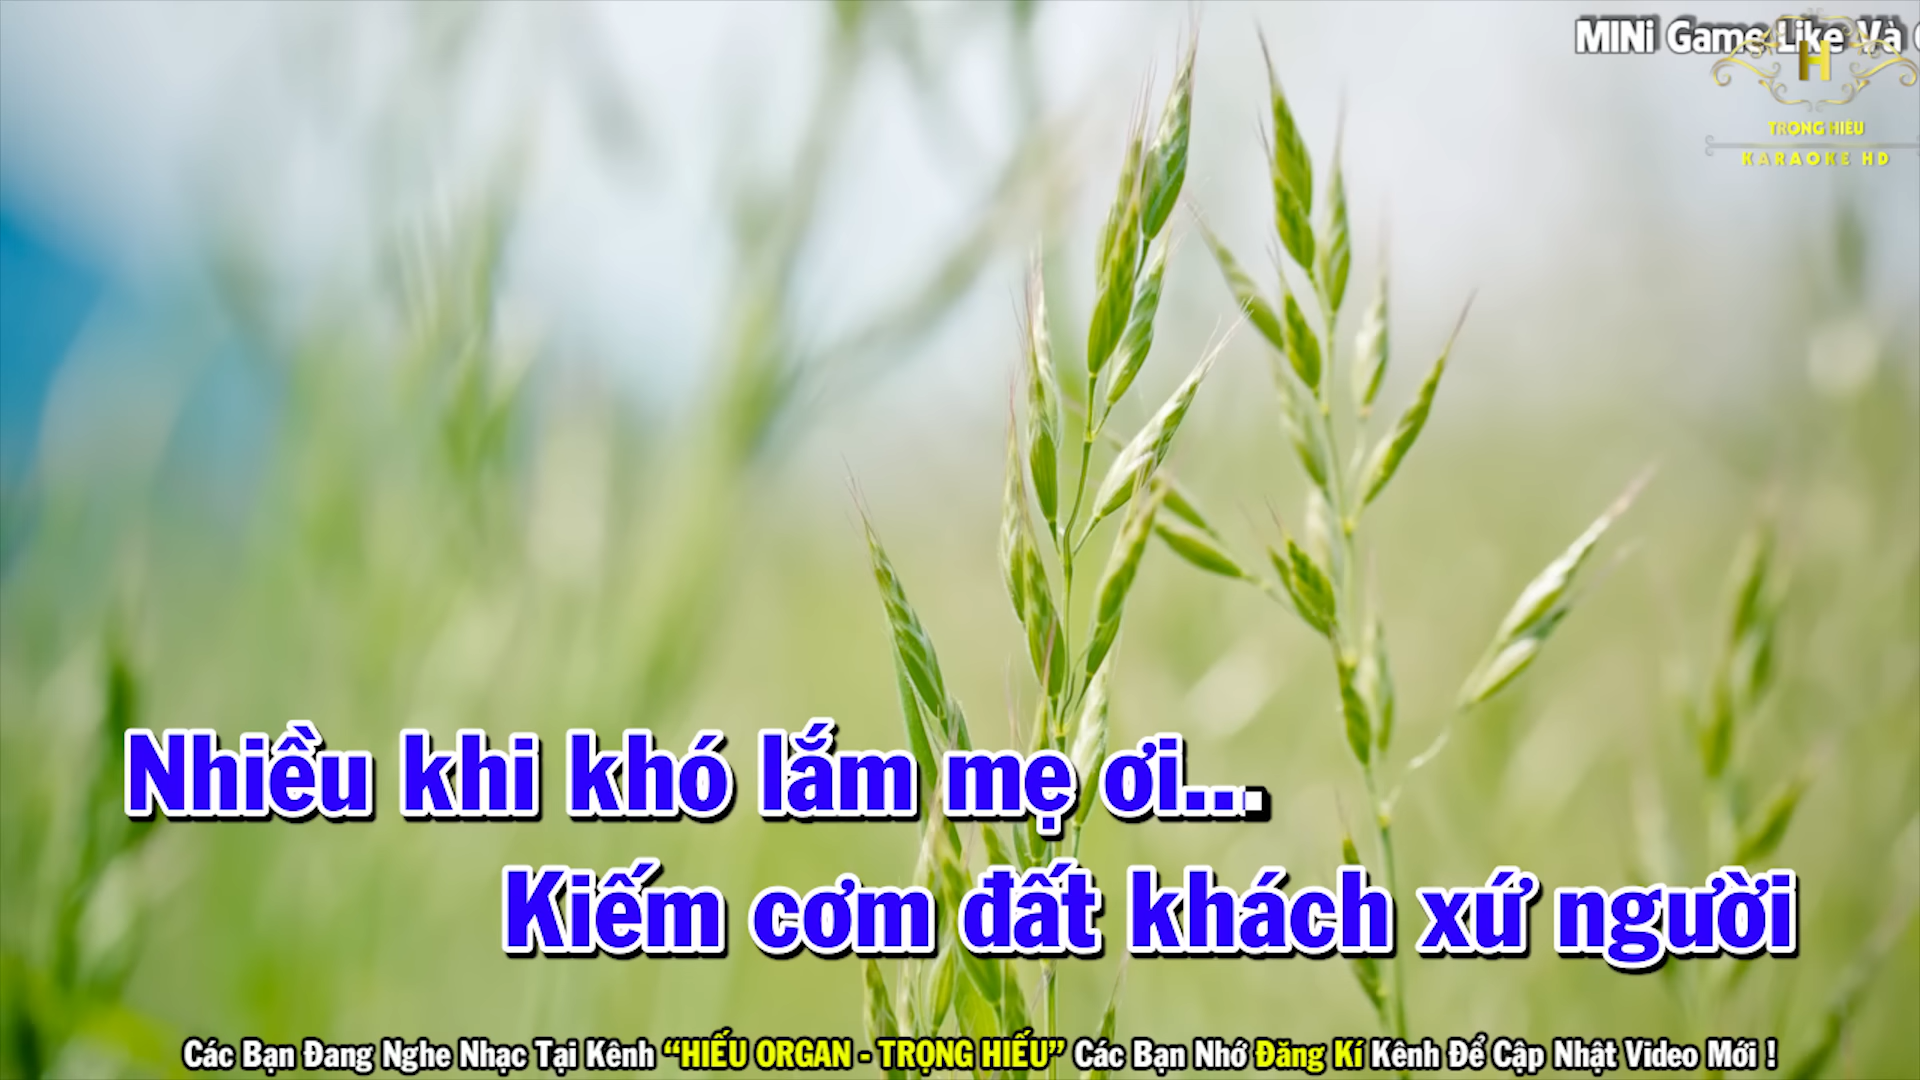 MINi Game Like Và
H
TRỌNG HIẾU
KARAOKE HD
Nhiều khi khó lắm mẹ ơi...
Kiếm cơm đất khách xứ người
Các Bạn Đang Nghe Nhạc Tại Kênh “HIẾU ORGAN - TRỌNG HIẾU” Các Bạn Nhớ Đăng Kí Kênh Để Cập Nhật Video Mới !